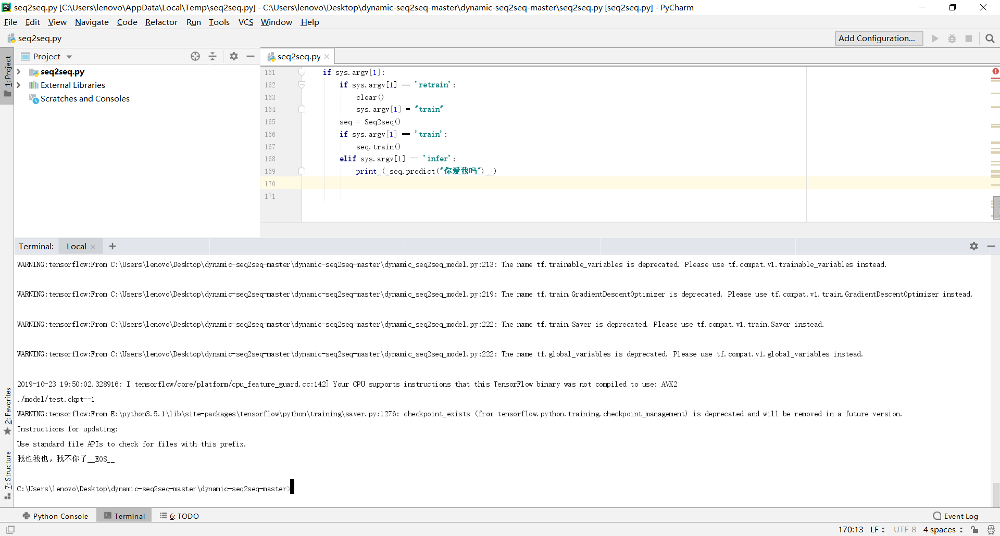 seq2seq.py [C:\Users\lenovo\AppData\Local\Temp\seq2seq.py] - C:\Users\lenovo\Desktop\dynamic-seq2seq-master\dynamic-seq2seq-master\seq2seq.py [seq2seq.py] - PyCharm
File Edit View Navigate Code Refactor Run Tools VCS Window Help
seq2seq.py
Add Configuration...
1: Project
Project
seq2seq.py
External Libraries
Scratches and Consoles
seq2seq.py
161 if sys.argv[1]:
162 if sys.argv[1] == 'retrain':
163 clear()
164 sys.argv[1] = "train"
165 seq = Seq2seq()
166 if sys.argv[1] == 'train':
167 seq.train()
168 elif sys.argv[1] == 'infer':
169 print ( seq.predict("你爱我吗")  )
170
171
Terminal: Local +
WARNING:tensorflow:From C:\Users\lenovo\Desktop\dynamic-seq2seq-master\dynamic-seq2seq-master\dynamic_seq2seq_model.py:213: The name tf.trainable_variables is deprecated. Please use tf.compat.v1.trainable_variables instead.
WARNING:tensorflow:From C:\Users\lenovo\Desktop\dynamic-seq2seq-master\dynamic-seq2seq-master\dynamic_seq2seq_model.py:219: The name tf.train.GradientDescentOptimizer is deprecated. Please use tf.compat.v1.train.GradientDescentOptimizer instead.
WARNING:tensorflow:From C:\Users\lenovo\Desktop\dynamic-seq2seq-master\dynamic-seq2seq-master\dynamic_seq2seq_model.py:222: The name tf.train.Saver is deprecated. Please use tf.compat.v1.train.Saver instead.
WARNING:tensorflow:From C:\Users\lenovo\Desktop\dynamic-seq2seq-master\dynamic-seq2seq-master\dynamic_seq2seq_model.py:222: The name tf.global_variables is deprecated. Please use tf.compat.v1.global_variables instead.
2019-10-23 19:50:02.328916: I tensorflow/core/platform/cpu_feature_guard.cc:142] Your CPU supports instructions that this TensorFlow binary was not compiled to use: AVX2
./model/test.ckpt--1
WARNING:tensorflow:From E:\python3.5.1\lib\site-packages\tensorflow\python\training\saver.py:1276: checkpoint_exists (from tensorflow.python.training.checkpoint_management) is deprecated and will be removed in a future version.
Instructions for updating:
Use standard file APIs to check for files with this prefix.
我也我也，我不你了__EOS__
C:\Users\lenovo\Desktop\dynamic-seq2seq-master\dynamic-seq2seq-master>
2: Favorites
7: Structure
Python Console Terminal 6: TODO Event Log
170:13 LF UTF-8 4 spaces